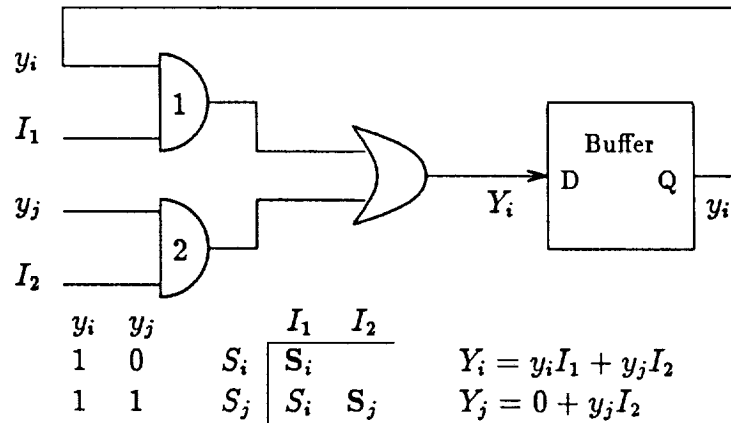 y_i
I_1
1
y_j
I_2
2
Y_i
Buffer
D Q
y_i
y_i y_j
1 0
1 1
I_1 I_2
S_i S_i
S_j S_i S_j
Y_i = y_i I_1 + y_j I_2
Y_j = 0 + y_j I_2